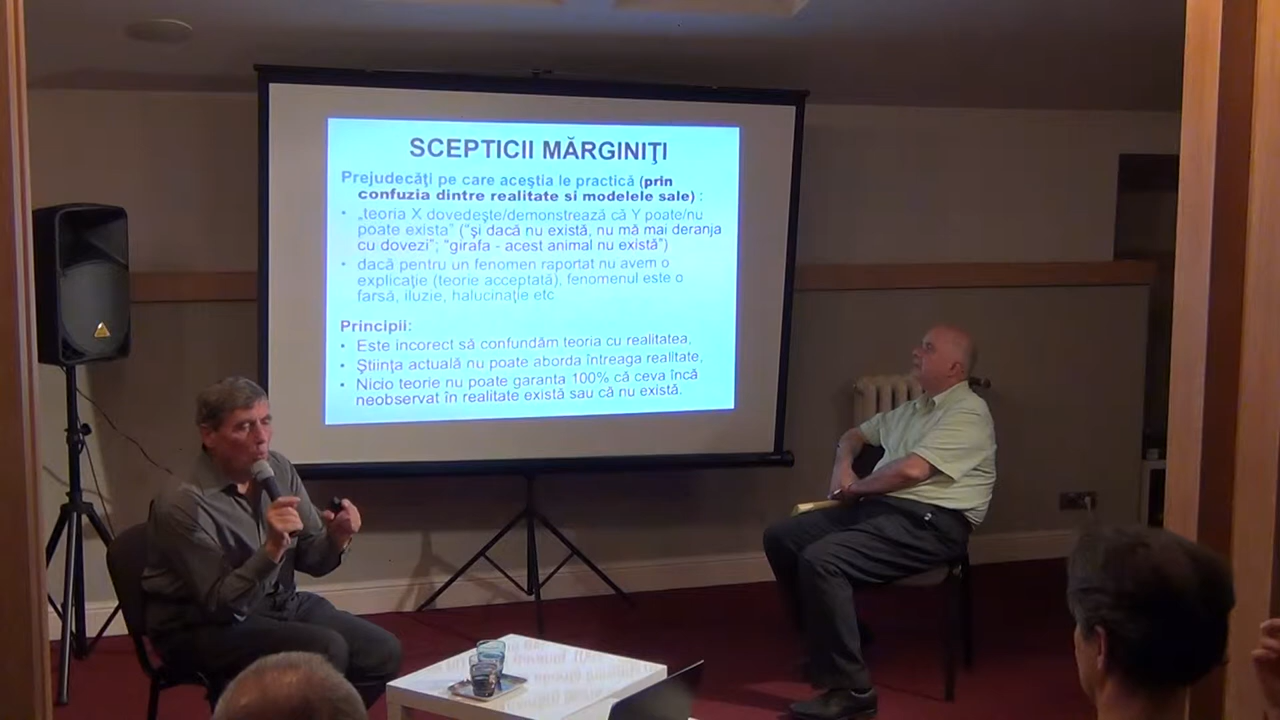 SCEPTICII MĂRGINIŢI
Prejudecăţi pe care aceştia le practică (prin
confuzia dintre realitate si modelele sale) :
• „teoria X dovedeşte/demonstrează că Y poate/nu
poate exista” (“şi dacă nu există, nu mă mai deranja
cu dovezi”; “girafa - acest animal nu există”)
• dacă pentru un fenomen raportat nu avem o
explicaţie (teorie acceptată), fenomenul este o
farsă, iluzie, halucinaţie etc
Principii:
• Este incorect să confundăm teoria cu realitatea,
• Ştiinţa actuală nu poate aborda întreaga realitate,
• Nicio teorie nu poate garanta 100% că ceva încă
neobservat în realitate există sau că nu există.